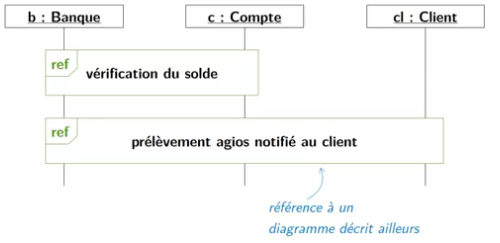 b : Banque c : Compte cl : Client
ref
vérification du solde
ref
prélèvement agios notifié au client
référence à un
diagramme décrit ailleurs